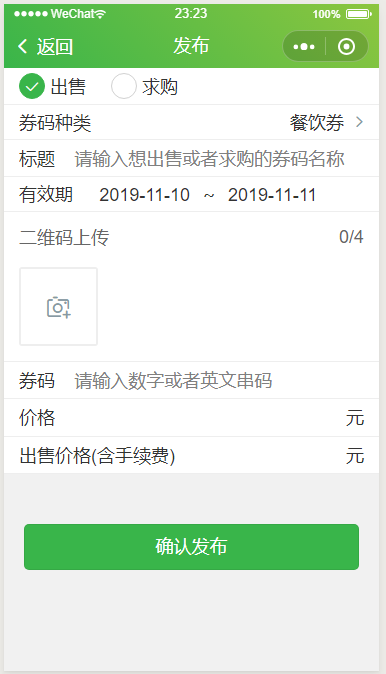 WeChat 23:23 100%
返回 发布
出售 求购
券码种类 餐饮券
标题 请输入想出售或者求购的券码名称
有效期 2019-11-10 ~ 2019-11-11
二维码上传 0/4
券码 请输入数字或者英文串码
价格 元
出售价格(含手续费) 元
确认发布